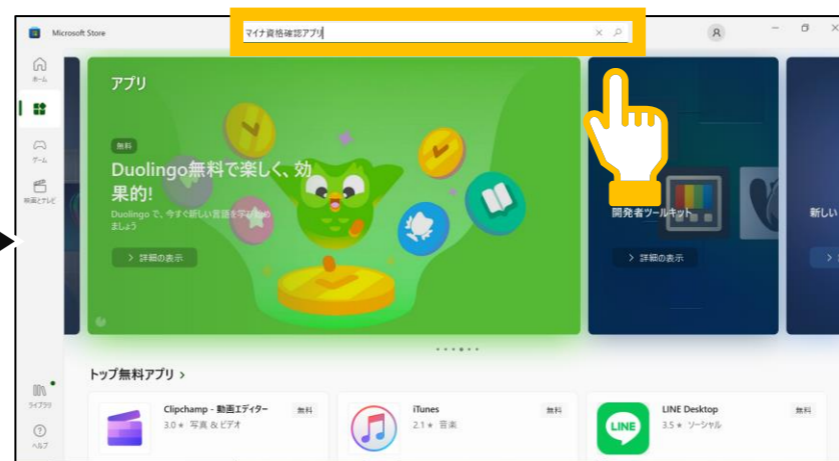 Microsoft Store
マイナ資格確認アプリ
ホーム
ゲーム
映画とテレビ
ライブラリ
ヘルプ
アプリ
無料
Duolingo無料で楽しく、効
果的!
Duolingo で、今すぐ新しい言語を学び始め
ましょう
> 詳細の表示
開発者ツールキット
> 詳細の表示
新しい
トップ無料アプリ >
Clipchamp - 動画エディター
無料
3.0★ 写真 & ビデオ
iTunes
無料
2.1★ 音楽
LINE
LINE Desktop
無料
3.5★ ソーシャル